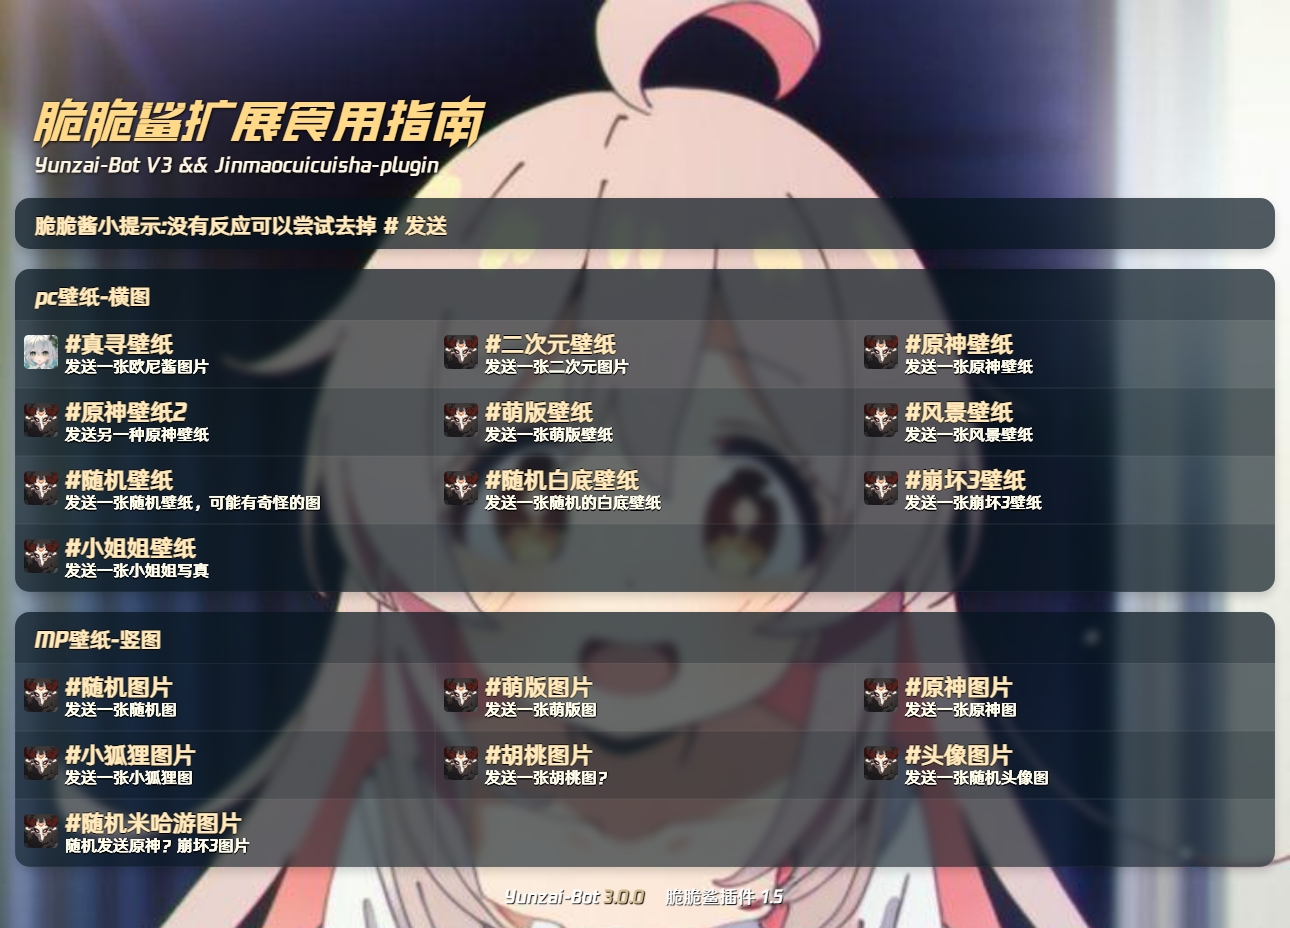 脆脆鲨扩展食用指南
Yunzai-Bot V3 && Jinmaocuicuisha-plugin
脆脆酱小提示:没有反应可以尝试去掉 # 发送
pc壁纸-横图
#真寻壁纸
发送一张欧尼酱图片
#二次元壁纸
发送一张二次元图片
#原神壁纸
发送一张原神壁纸
#原神壁纸2
发送另一种原神壁纸
#萌版壁纸
发送一张萌版壁纸
#风景壁纸
发送一张风景壁纸
#随机壁纸
发送一张随机壁纸，可能有奇怪的图
#随机白底壁纸
发送一张随机的白底壁纸
#崩坏3壁纸
发送一张崩坏3壁纸
#小姐姐壁纸
发送一张小姐姐写真
MP壁纸-竖图
#随机图片
发送一张随机图
#萌版图片
发送一张萌版图
#原神图片
发送一张原神图
#小狐狸图片
发送一张小狐狸图
#胡桃图片
发送一张胡桃图？
#头像图片
发送一张随机头像图
#随机米哈游图片
随机发送原神？崩坏3图片
Yunzai-Bot 3.0.0 脆脆鲨插件 1.5